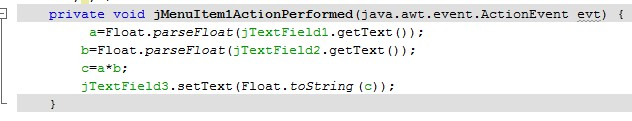 private void jMenuItem1ActionPerformed(java.awt.event.ActionEvent evt) {
a=Float.parseFloat(jTextField1.getText());
b=Float.parseFloat(jTextField2.getText());
c=a*b;
jTextField3.setText(Float.toString(c));
}